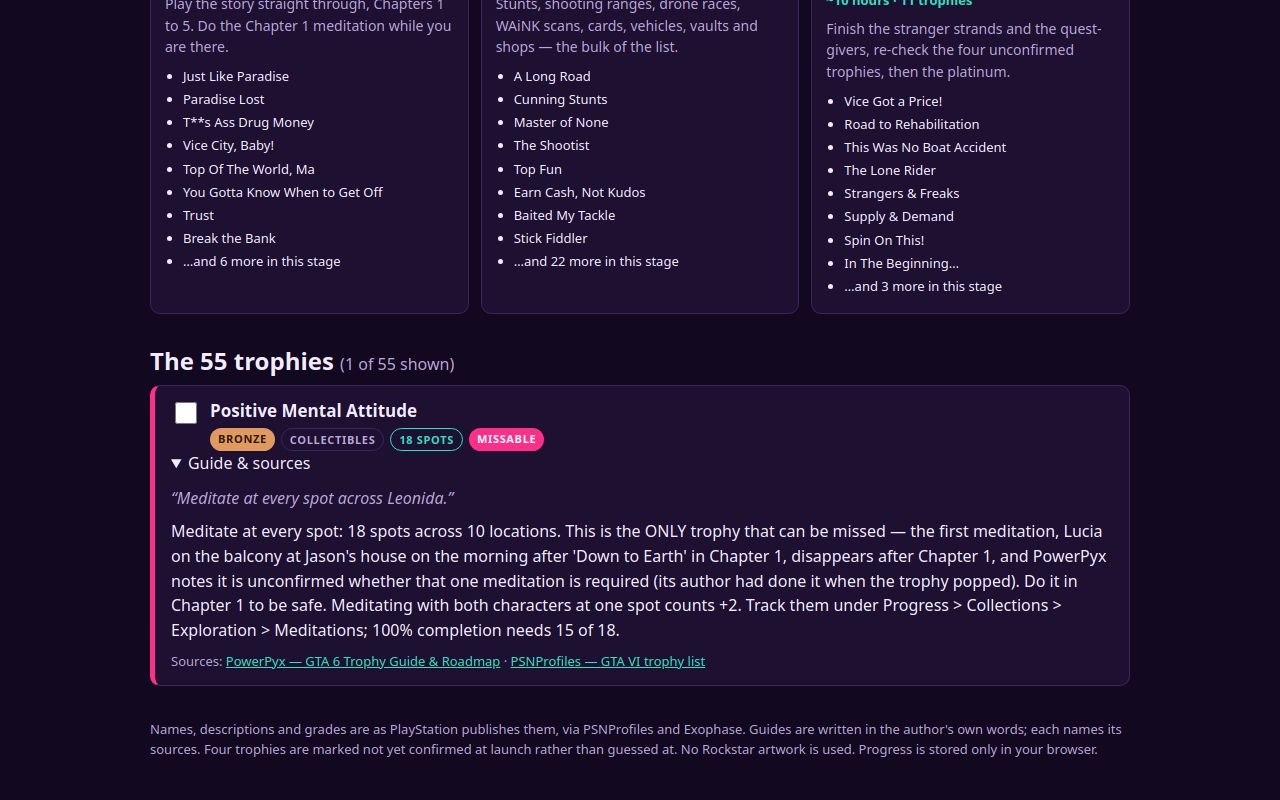 Play the story straight through, Chapters 1
to 5. Do the Chapter 1 meditation while you
are there.
Just Like Paradise
Paradise Lost
T**s Ass Drug Money
Vice City, Baby!
Top Of The World, Ma
You Gotta Know When to Get Off
Trust
Break the Bank
…and 6 more in this stage
Stunts, shooting ranges, drone races,
WAiNK scans, cards, vehicles, vaults and
shops — the bulk of the list.
A Long Road
Cunning Stunts
Master of None
The Shootist
Top Fun
Earn Cash, Not Kudos
Baited My Tackle
Stick Fiddler
…and 22 more in this stage
~10 hours · 11 trophies
Finish the stranger strands and the quest-
givers, re-check the four unconfirmed
trophies, then the platinum.
Vice Got a Price!
Road to Rehabilitation
This Was No Boat Accident
The Lone Rider
Strangers & Freaks
Supply & Demand
Spin On This!
In The Beginning…
…and 3 more in this stage
The 55 trophies (1 of 55 shown)
Positive Mental Attitude
BRONZE COLLECTIBLES 18 SPOTS MISSABLE
▼ Guide & sources
“Meditate at every spot across Leonida.”
Meditate at every spot: 18 spots across 10 locations. This is the ONLY trophy that can be missed — the first meditation, Lucia
on the balcony at Jason's house on the morning after 'Down to Earth' in Chapter 1, disappears after Chapter 1, and PowerPyx
notes it is unconfirmed whether that one meditation is required (its author had done it when the trophy popped). Do it in
Chapter 1 to be safe. Meditating with both characters at one spot counts +2. Track them under Progress > Collections >
Exploration > Meditations; 100% completion needs 15 of 18.
Sources: PowerPyx — GTA 6 Trophy Guide & Roadmap · PSNProfiles — GTA VI trophy list
Names, descriptions and grades are as PlayStation publishes them, via PSNProfiles and Exophase. Guides are written in the author's own words; each names its
sources. Four trophies are marked not yet confirmed at launch rather than guessed at. No Rockstar artwork is used. Progress is stored only in your browser.